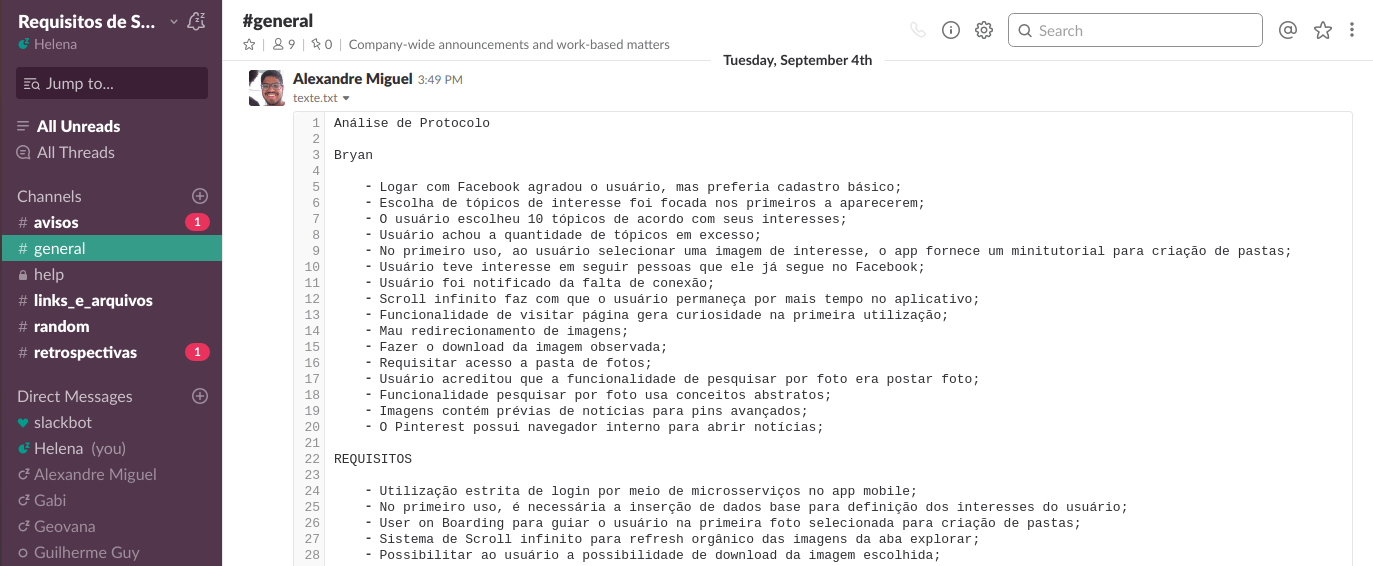 Requisitos de S...
Helena
Jump to...
All Unreads
All Threads
Channels
# avisos 1
# general
help
# links_e_arquivos
# random
# retrospectivas 1
Direct Messages
slackbot
Helena (you)
Alexandre Miguel
Gabi
Geovana
Guilherme Guy
#general
9 | 0 | Company-wide announcements and work-based matters
Search
Tuesday, September 4th
Alexandre Miguel 3:49 PM
texte.txt
1 Análise de Protocolo
2
3 Bryan
4
5 - Logar com Facebook agradou o usuário, mas preferia cadastro básico;
6 - Escolha de tópicos de interesse foi focada nos primeiros a aparecerem;
7 - O usuário escolheu 10 tópicos de acordo com seus interesses;
8 - Usuário achou a quantidade de tópicos em excesso;
9 - No primeiro uso, ao usuário selecionar uma imagem de interesse, o app fornece um minitutorial para criação de pastas;
10 - Usuário teve interesse em seguir pessoas que ele já segue no Facebook;
11 - Usuário foi notificado da falta de conexão;
12 - Scroll infinito faz com que o usuário permaneça por mais tempo no aplicativo;
13 - Funcionalidade de visitar página gera curiosidade na primeira utilização;
14 - Mau redirecionamento de imagens;
15 - Fazer o download da imagem observada;
16 - Requisitar acesso a pasta de fotos;
17 - Usuário acreditou que a funcionalidade de pesquisar por foto era postar foto;
18 - Funcionalidade pesquisar por foto usa conceitos abstratos;
19 - Imagens contém prévias de notícias para pins avançados;
20 - O Pinterest possui navegador interno para abrir notícias;
21
22 REQUISITOS
23
24 - Utilização estrita de login por meio de microsserviços no app mobile;
25 - No primeiro uso, é necessária a inserção de dados base para definição dos interesses do usuário;
26 - User on Boarding para guiar o usuário na primeira foto selecionada para criação de pastas;
27 - Sistema de Scroll infinito para refresh orgânico das imagens da aba explorar;
28 - Possibilitar ao usuário a possibilidade de download da imagem escolhida;